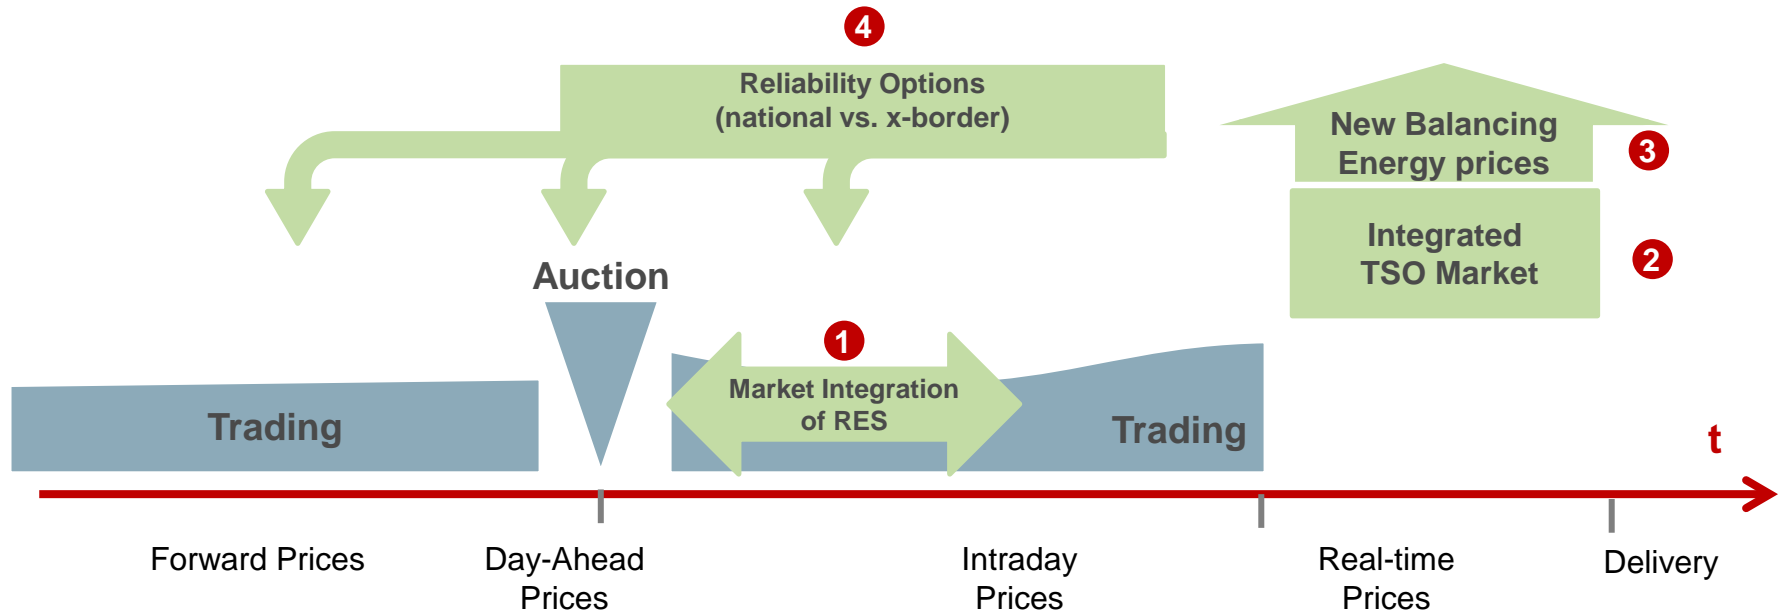 4
Reliability Options
(national vs. x-border)
New Balancing
Energy prices
3
Integrated
TSO Market
2
Auction
1
Market Integration
of RES
Trading
Trading
t
Forward Prices
Day-Ahead
Prices
Intraday
Prices
Real-time
Prices
Delivery